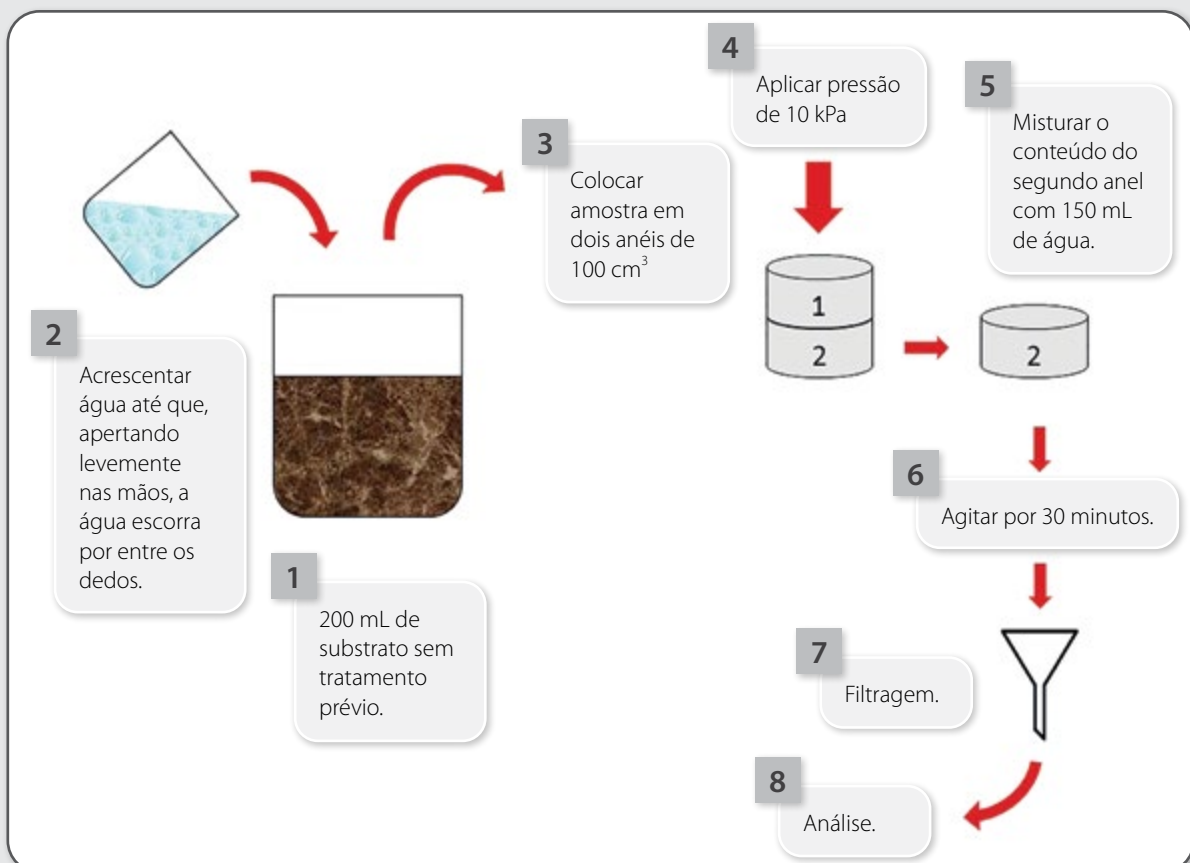 1
200 mL de
substrato sem
tratamento
prévio.
2
Acrescentar
água até que,
apertando
levemente
nas mãos, a
água escorra
por entre os
dedos.
3
Colocar
amostra em
dois anéis de
100 cm³
4
Aplicar pressão
de 10 kPa
1
2
2
5
Misturar o
conteúdo do
segundo anel
com 150 mL
de água.
6
Agitar por 30 minutos.
7
Filtragem.
8
Análise.